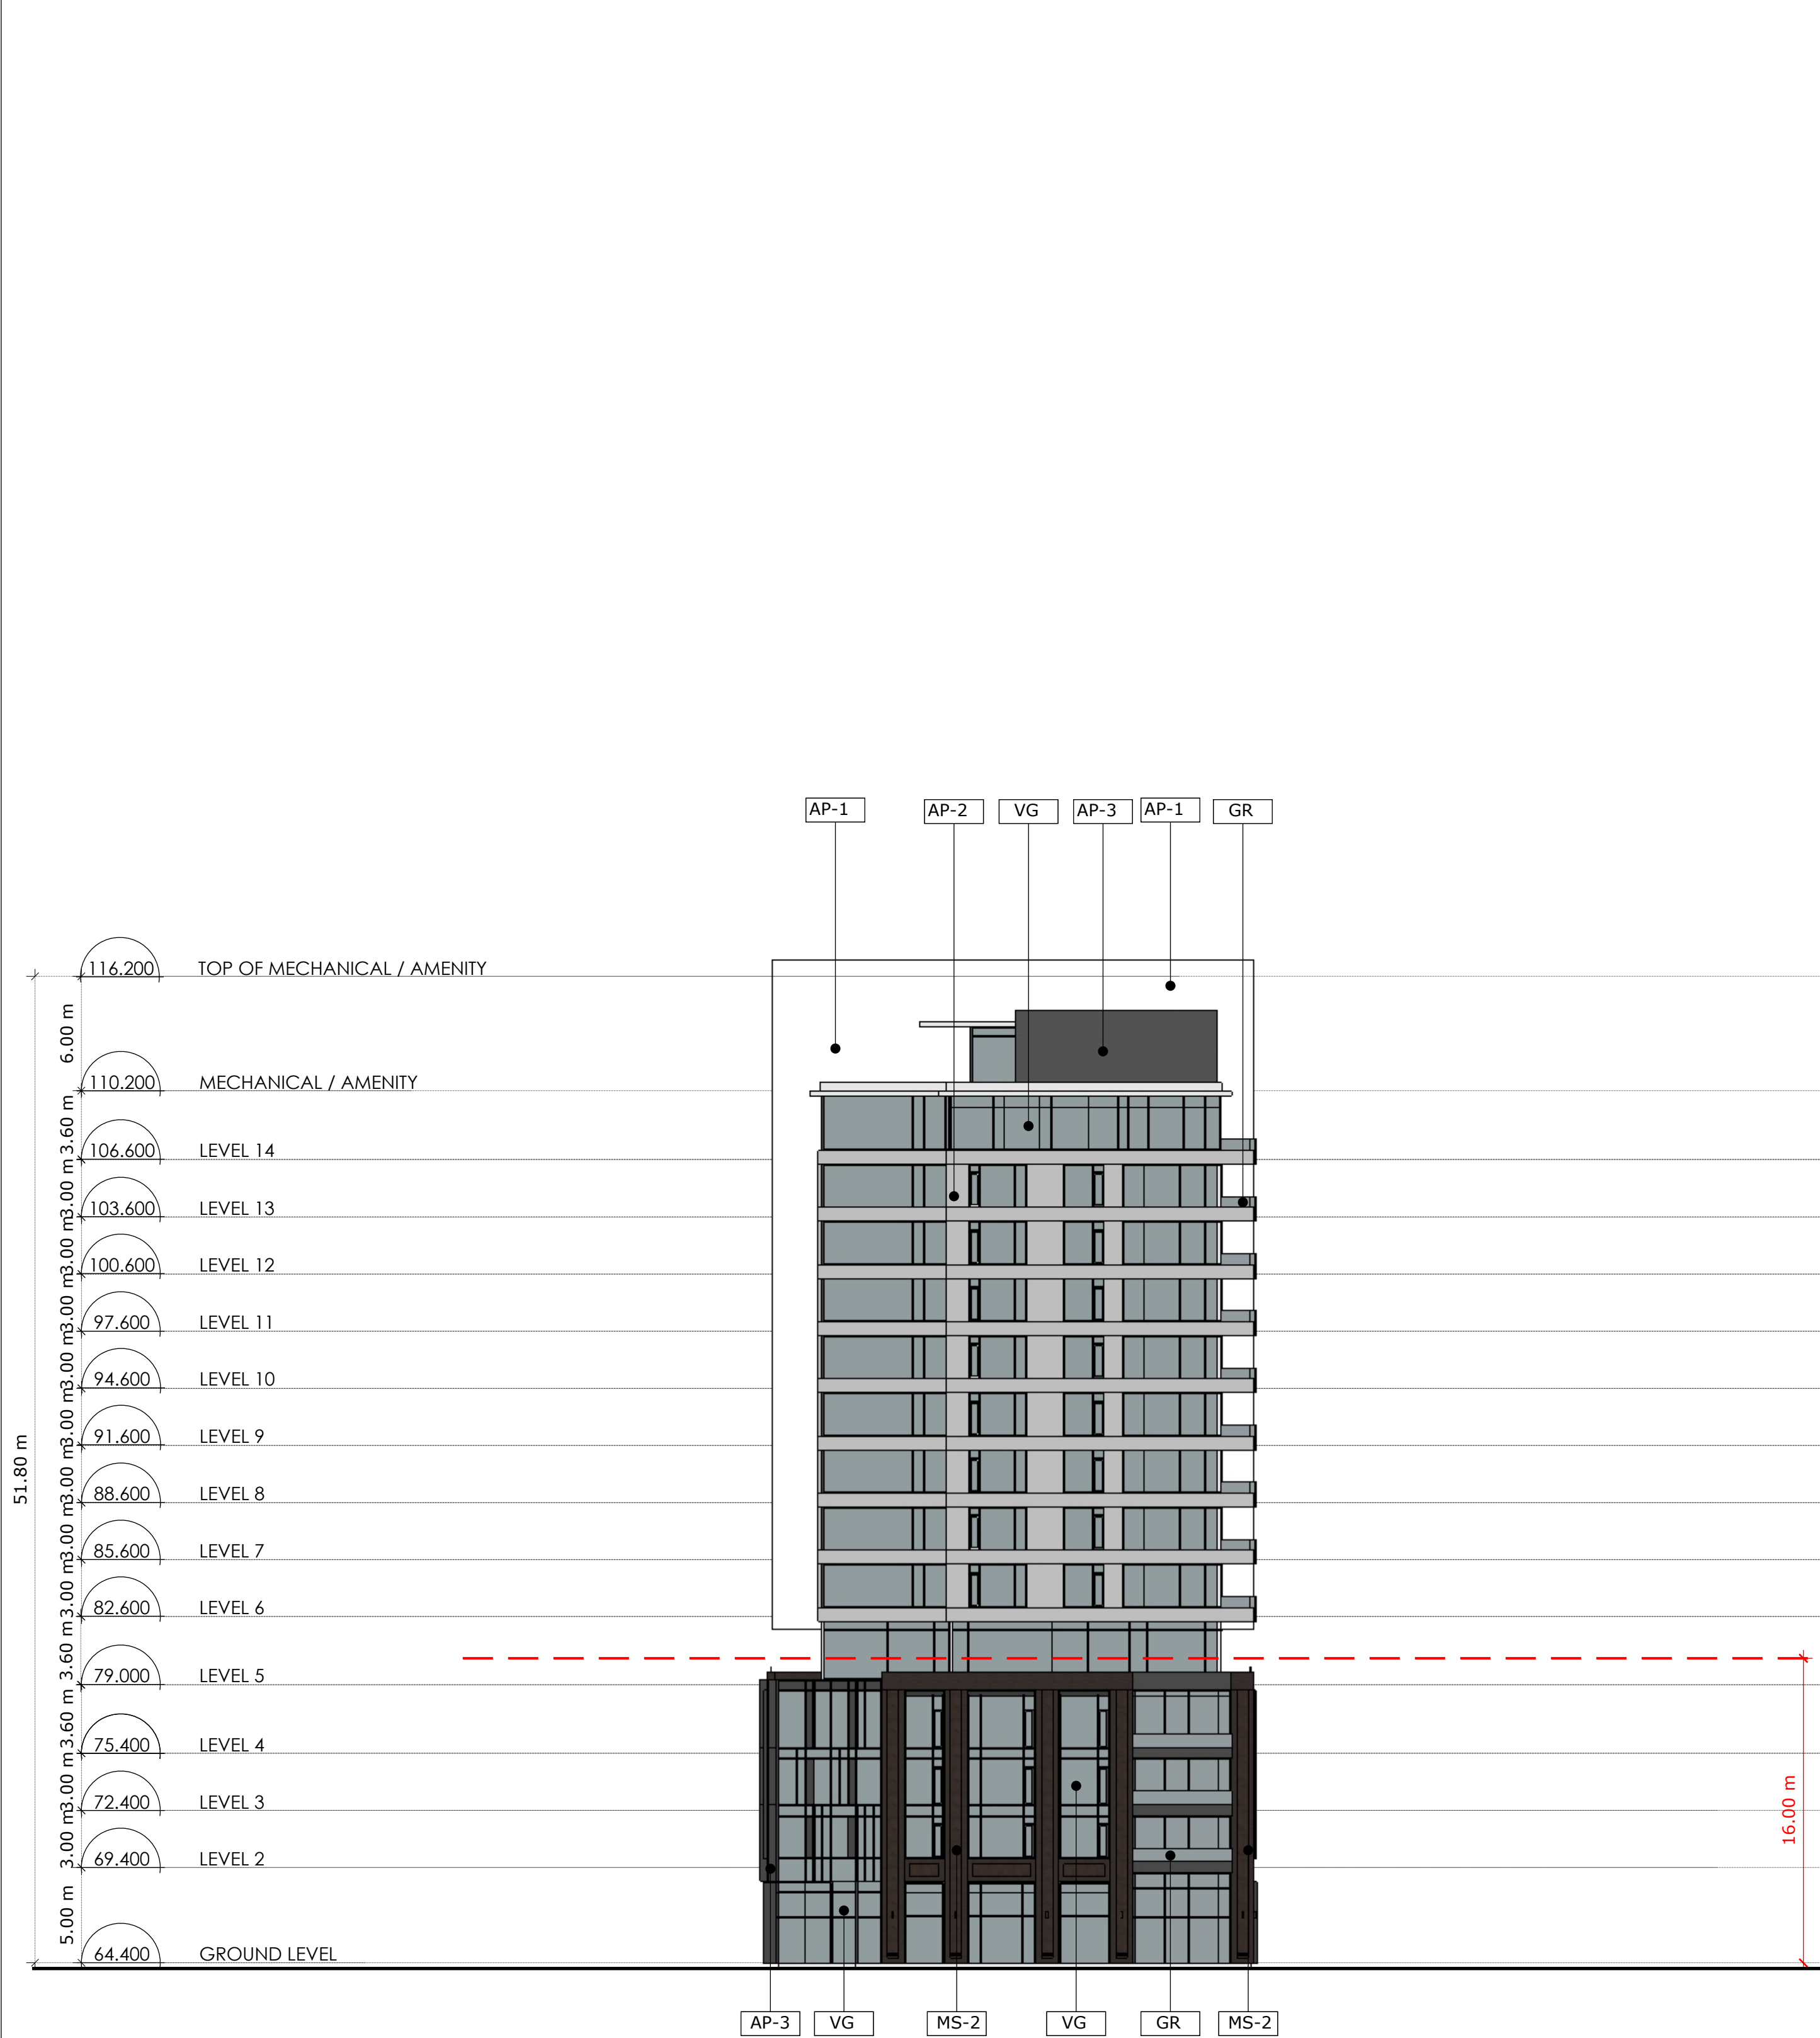 AP-1 AP-2 VG AP-3 AP-1 GR
116.200 TOP OF MECHANICAL / AMENITY
6.00 m
110.200 MECHANICAL / AMENITY
3.60 m
106.600 LEVEL 14
3.00 m
103.600 LEVEL 13
3.00 m
100.600 LEVEL 12
3.00 m
97.600 LEVEL 11
3.00 m
94.600 LEVEL 10
3.00 m
91.600 LEVEL 9
51.80 m
3.00 m
88.600 LEVEL 8
3.00 m
85.600 LEVEL 7
3.00 m
82.600 LEVEL 6
3.60 m
79.000 LEVEL 5
3.60 m
75.400 LEVEL 4
3.00 m
72.400 LEVEL 3
16.00 m
3.00 m
69.400 LEVEL 2
5.00 m
64.400 GROUND LEVEL
AP-3 VG MS-2 VG GR MS-2